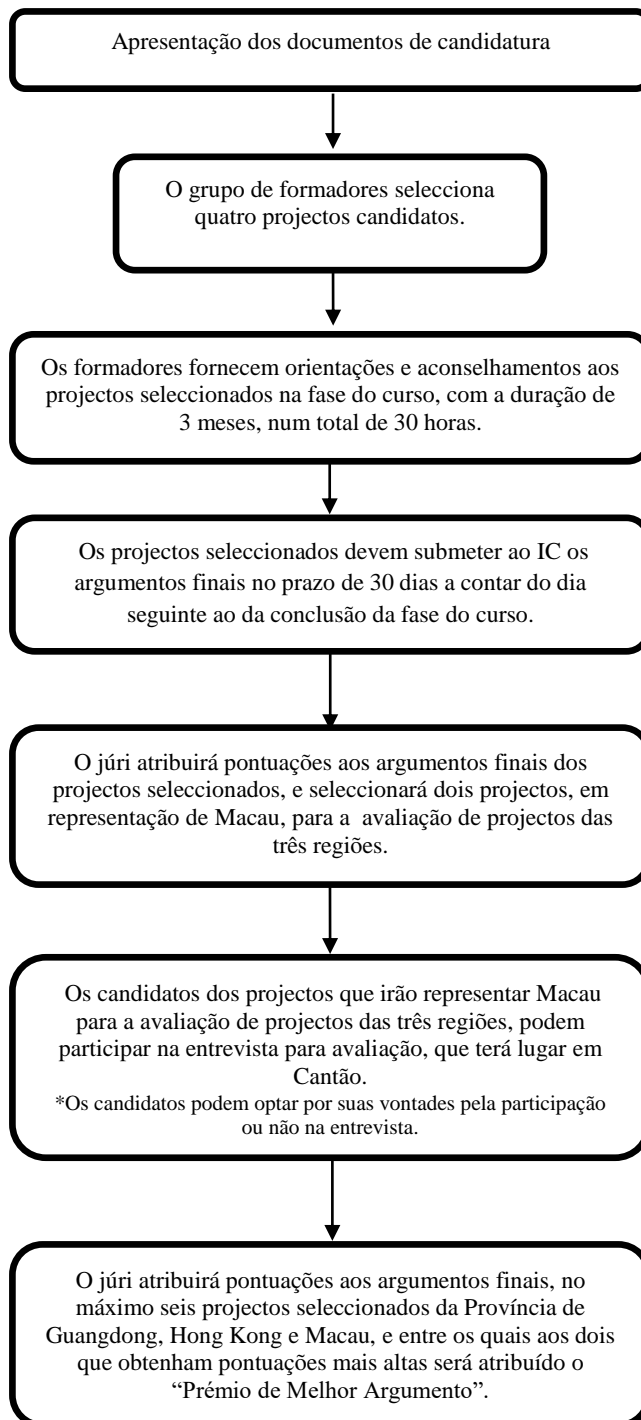 Apresentação dos documentos de candidatura
O grupo de formadores selecciona
quatro projectos candidatos.
Os formadores fornecem orientações e aconselhamentos aos
projectos seleccionados na fase do curso, com a duração de
3 meses, num total de 30 horas.
Os projectos seleccionados devem submeter ao IC os
argumentos finais no prazo de 30 dias a contar do dia
seguinte ao da conclusão da fase do curso.
O júri atribuirá pontuações aos argumentos finais dos
projectos seleccionados, e seleccionará dois projectos, em
representação de Macau, para a avaliação de projectos das
três regiões.
Os candidatos dos projectos que irão representar Macau
para a avaliação de projectos das três regiões, podem
participar na entrevista para avaliação, que terá lugar em
Cantão.
*Os candidatos podem optar por suas vontades pela participação
ou não na entrevista.
O júri atribuirá pontuações aos argumentos finais, no
máximo seis projectos seleccionados da Província de
Guangdong, Hong Kong e Macau, e entre os quais aos dois
que obtenham pontuações mais altas será atribuído o
“Prémio de Melhor Argumento”.